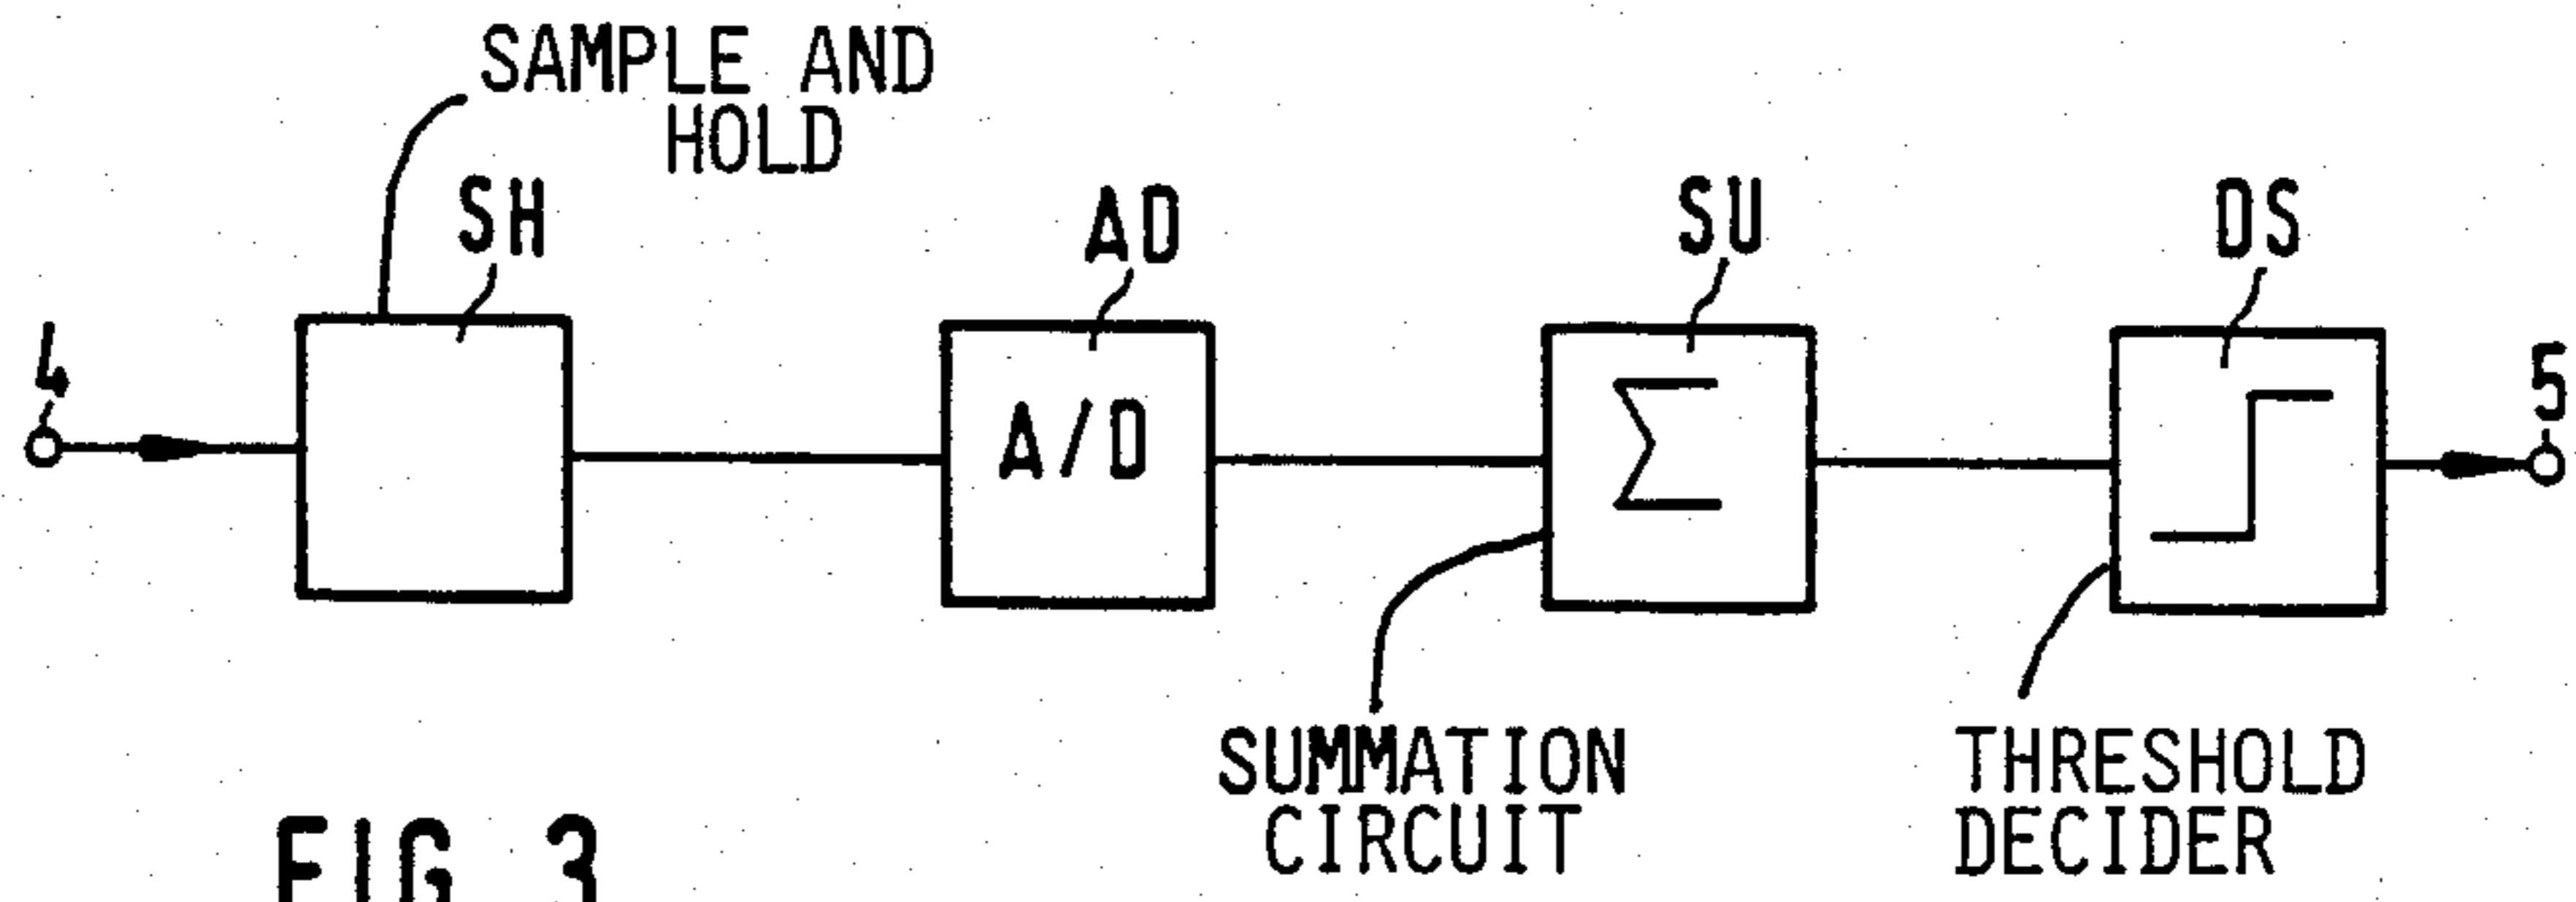 SAMPLE AND
HOLD
SH
AD
SU
DS
4
A/D
Σ
5
SUMMATION
CIRCUIT
THRESHOLD
DECIDER
FIG. 3